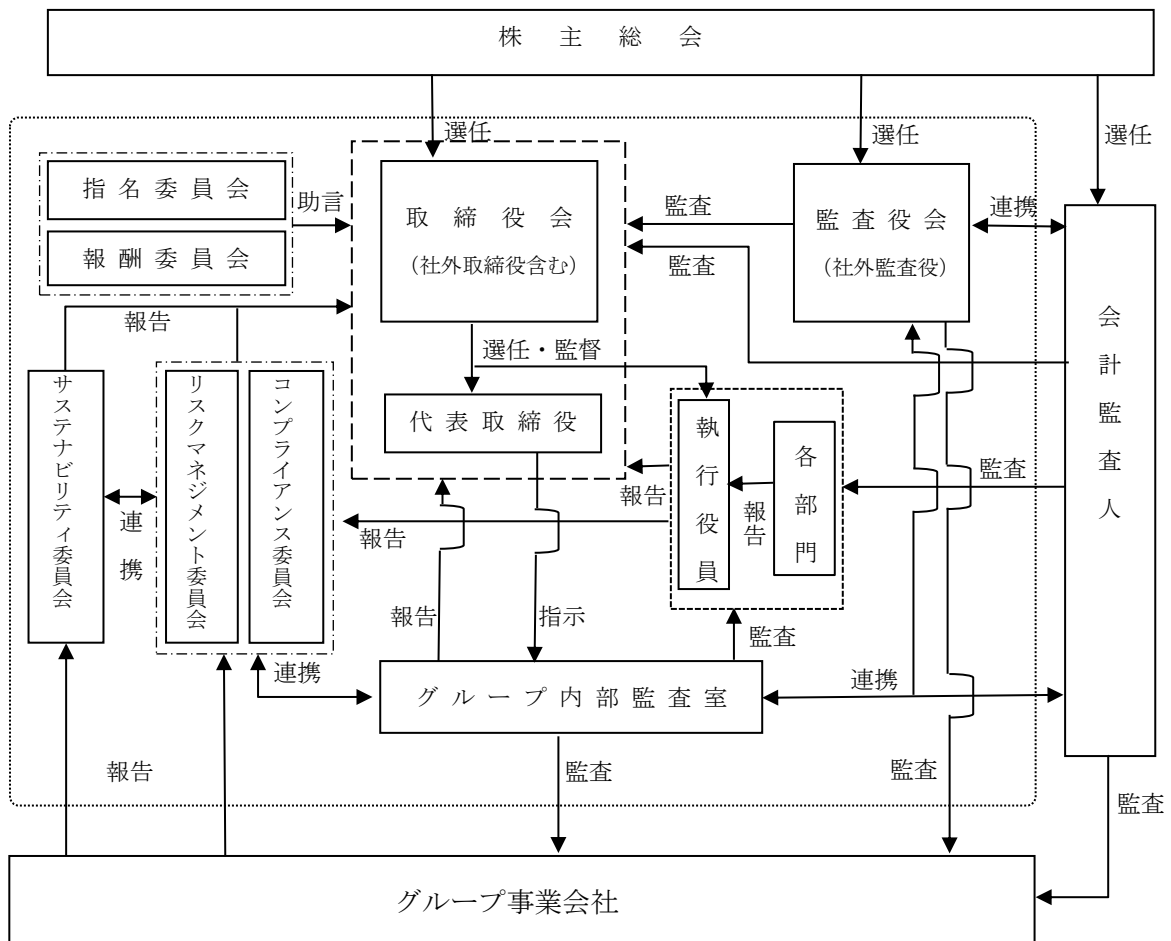 株主総会
選任
選任
選任
指名委員会
報酬委員会
助言
取締役会
(社外取締役含む)
監査
監査
監査役会
(社外監査役)
連携
会計監査人
報告
選任・監督
代表取締役
サステナビリティ委員会
リスクマネジメント委員会
コンプライアンス委員会
連携
執行役員
各部門
報告
報告
報告
監査
報告
指示
監査
連携
グループ内部監査室
連携
報告
監査
監査
監査
グループ事業会社